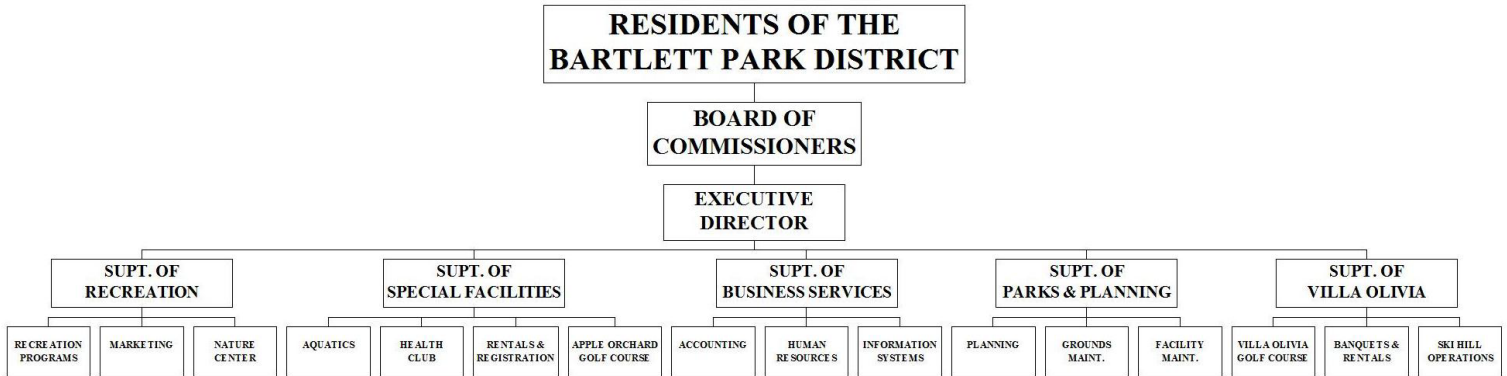 RESIDENTS OF THE
BARTLETT PARK DISTRICT
BOARD OF
COMMISSIONERS
EXECUTIVE
DIRECTOR
SUPT. OF
RECREATION
SUPT. OF
SPECIAL FACILITIES
SUPT. OF
BUSINESS SERVICES
SUPT. OF
PARKS & PLANNING
SUPT. OF
VILLA OLIVIA
RECREATION
PROGRAMS
MARKETING
NATURE
CENTER
AQUATICS
HEALTH
CLUB
RENTALS &
REGISTRATION
APPLE ORCHARD
GOLF COURSE
ACCOUNTING
HUMAN
RESOURCES
INFORMATION
SYSTEMS
PLANNING
GROUNDS
MAINT.
FACILITY
MAINT.
VILLA OLIVIA
GOLF COURSE
BANQUETS &
RENTALS
SKI HILL
OPERATIONS